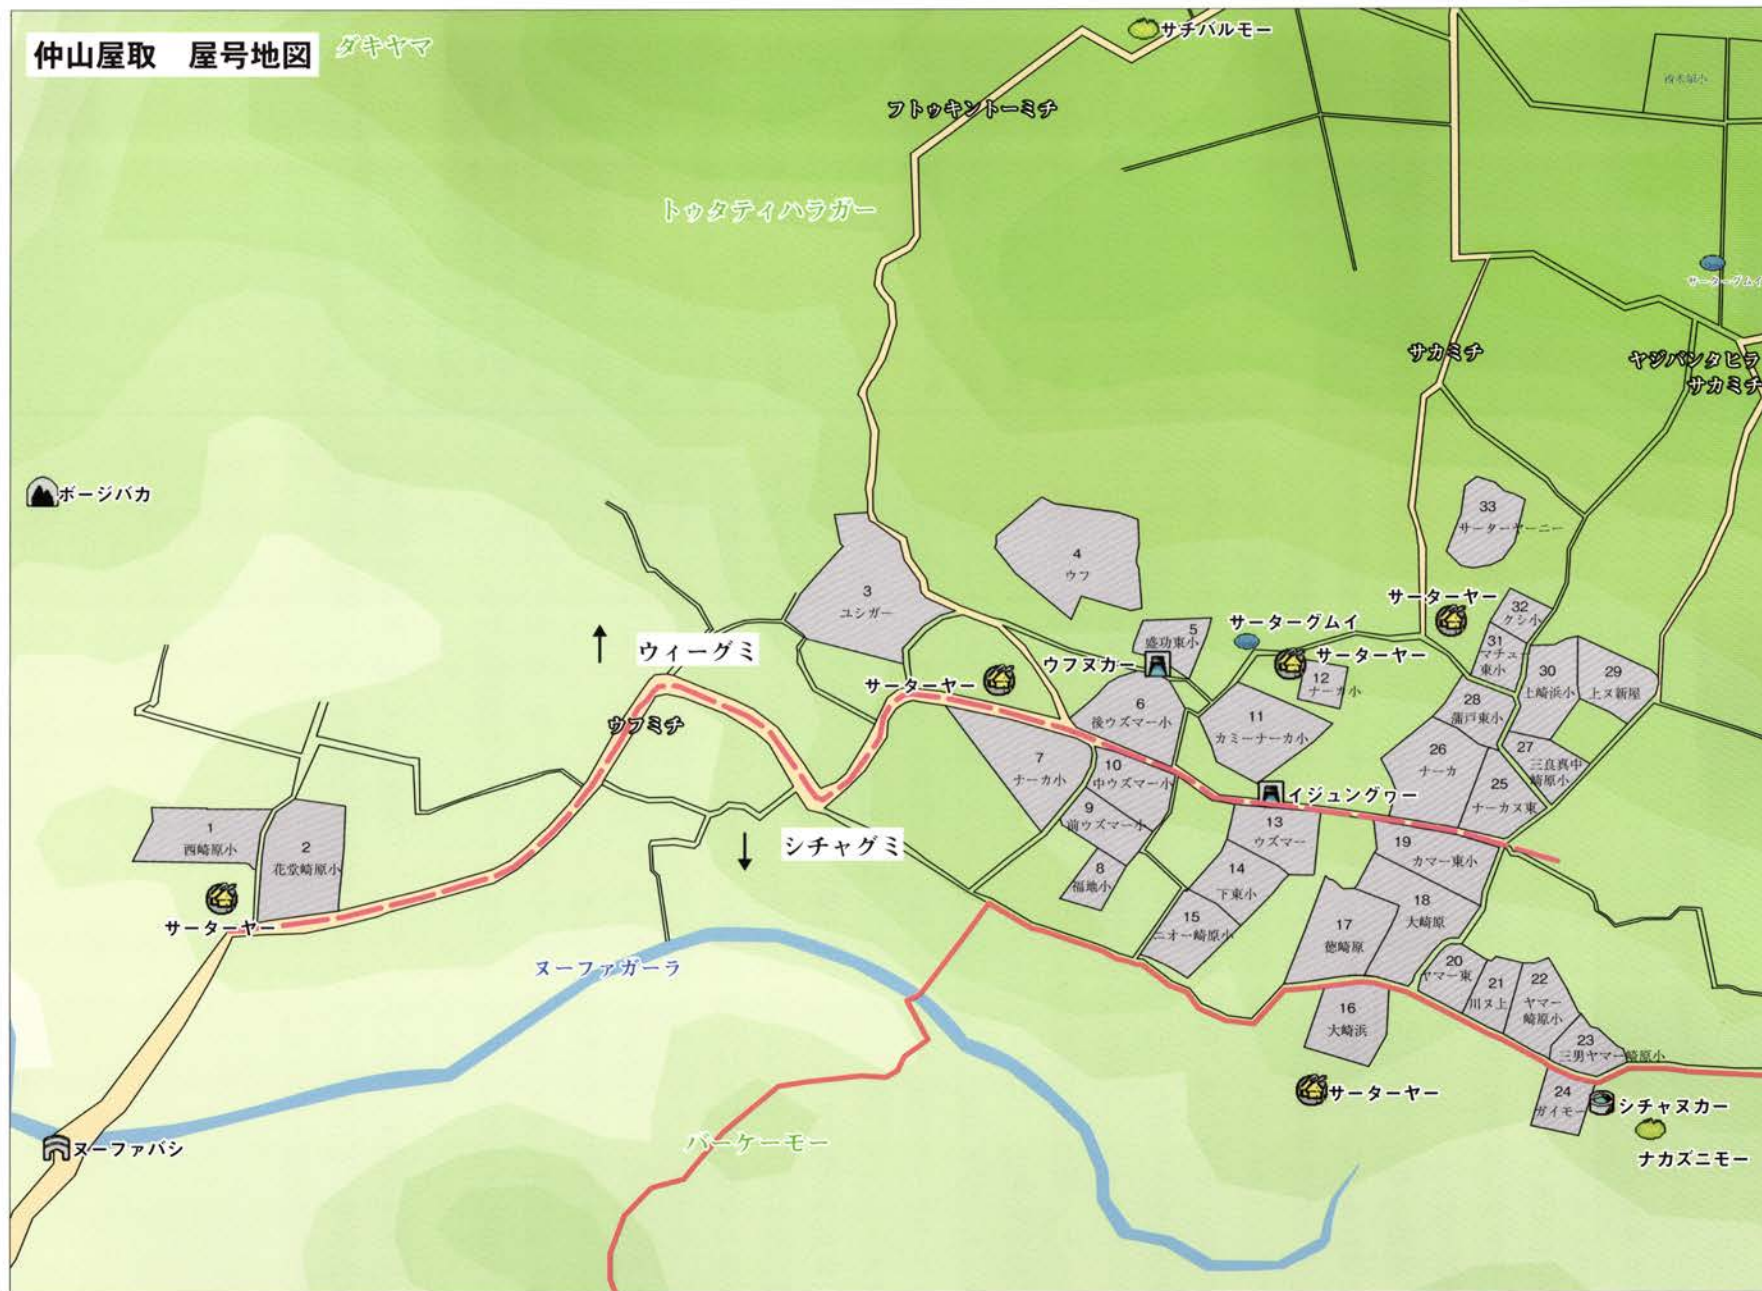 仲山屋取 屋号地図
ダキヤマ
サチバルモー
フトゥキントーミチ
トゥタティハラガー
サーターグムイ
サカミチ
ヤジバンタヒラ
サカミチ
ボージバカ
33
サーターヤーニー
4
ウフ
3
ユシガー
サーターヤー
32
クシ小
5
盛功東小
サーターグムイ
ウィーグミ
ウフヌカー
サーターヤー
31
マチュー
東小
30
上崎浜小
29
上ヌ新屋
サーターヤー
12
ナーカ小
ウフミチ
6
後ウズマー小
11
カミーナーカ小
28
蒲戸東小
7
ナーカ小
10
中ウズマー小
26
ナーカ
27
三良真中
崎原小
イジュングヮー
25
ナーカヌ東
9
前ウズマー小
1
西崎原小
2
花堂崎原小
シチャグミ
13
ウズマー
19
カマー東小
8
福地小
14
下東小
サーターヤー
18
大崎原
15
ニオー崎原小
17
徳崎原
ヌーファガーラ
20
ヤマー東
21
川ヌ上
22
ヤマー
崎原小
16
大崎浜
23
三男ヤマー崎原小
サーターヤー
24
ガイモー
シチャヌカー
バーケーモー
ヌーファバシ
ナカズニモー